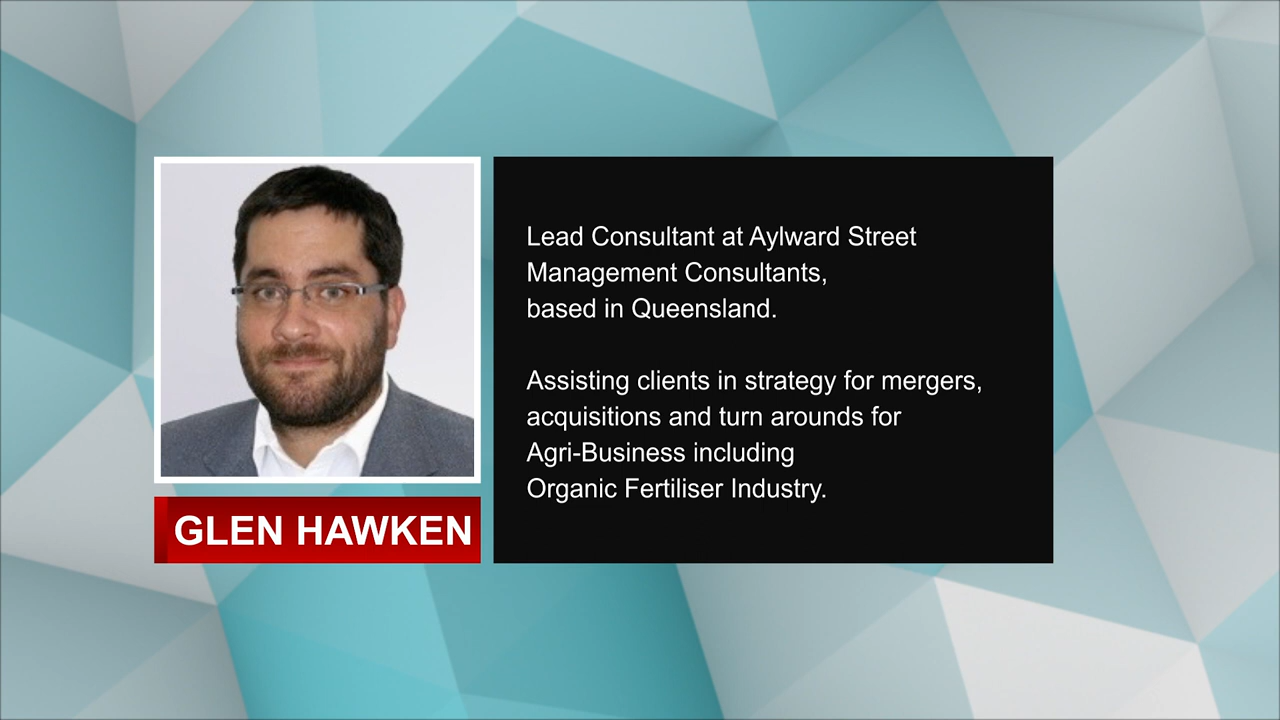 GLEN HAWKEN
Lead Consultant at Aylward Street
Management Consultants,
based in Queensland.
Assisting clients in strategy for mergers,
acquisitions and turn arounds for
Agri-Business including
Organic Fertiliser Industry.